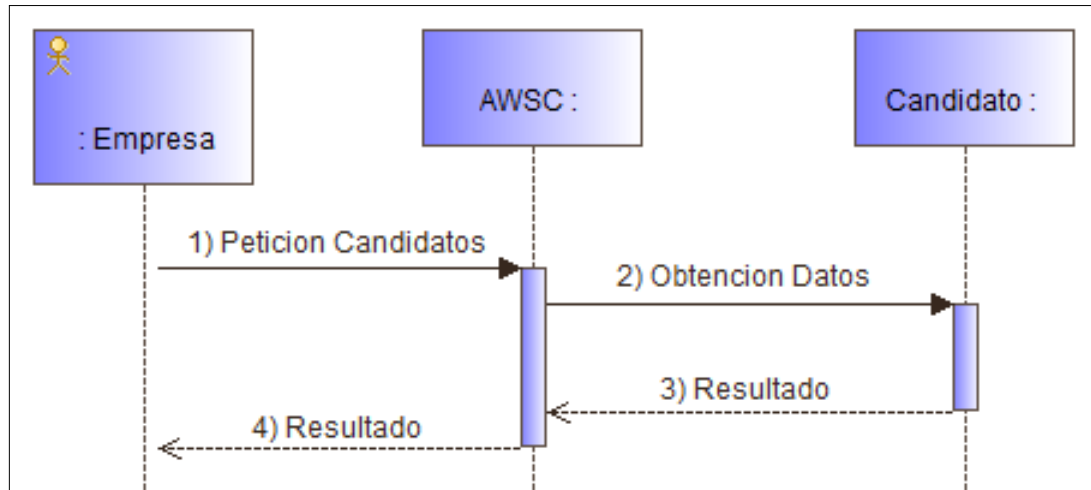 : Empresa
AWSC :
Candidato :
1) Peticion Candidatos
2) Obtencion Datos
3) Resultado
4) Resultado